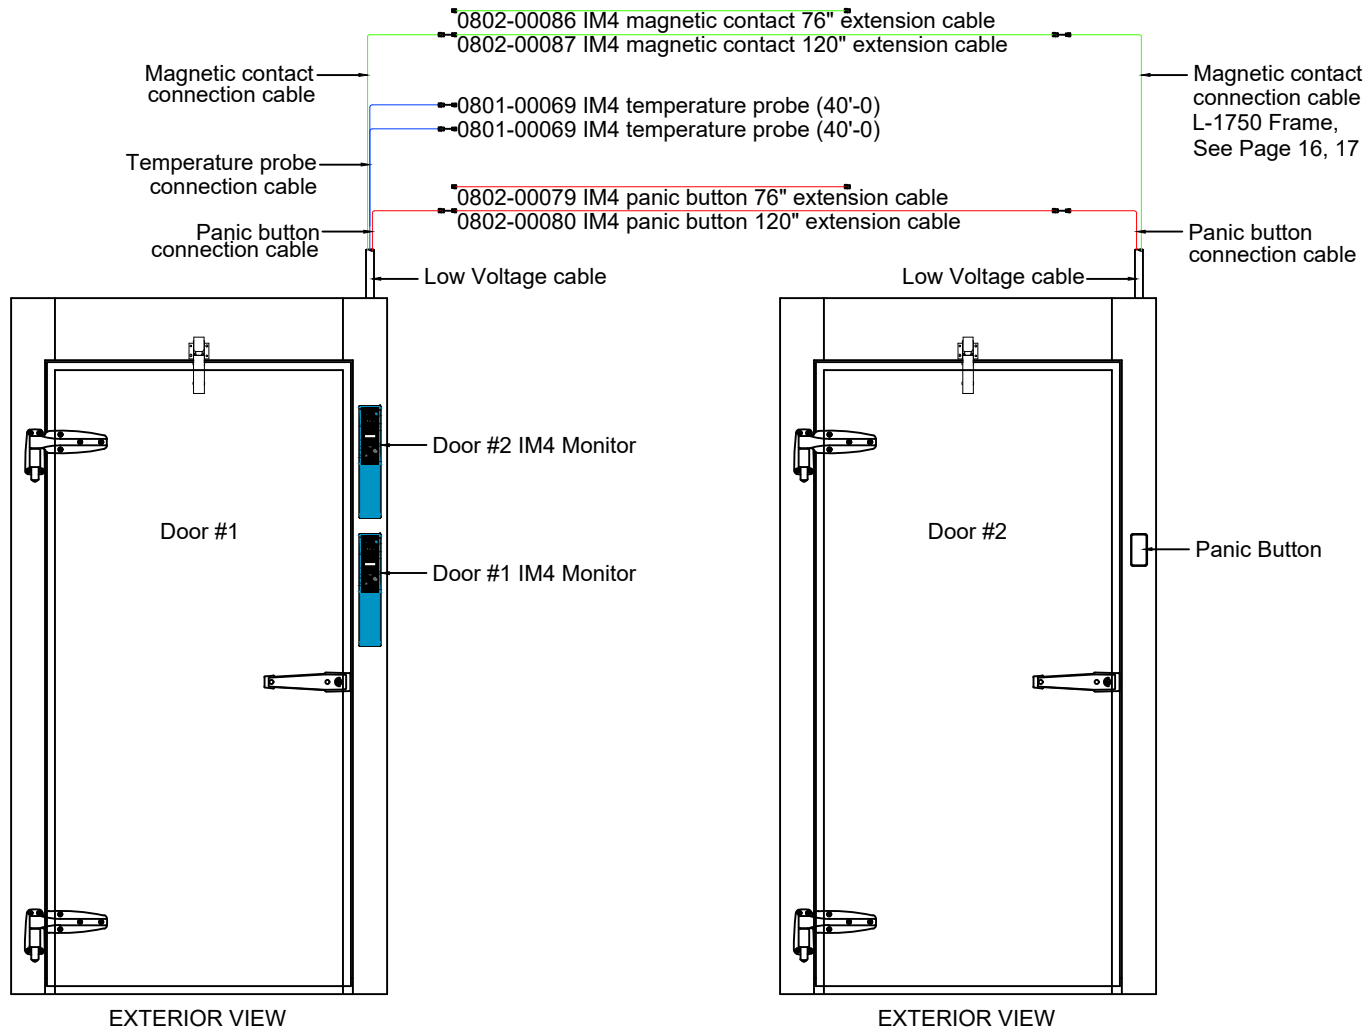 0802-00086 IM4 magnetic contact 76" extension cable
0802-00087 IM4 magnetic contact 120" extension cable
Magnetic contact
connection cable
Magnetic contact
connection cable
L-1750 Frame,
See Page 16, 17
0801-00069 IM4 temperature probe (40'-0)
0801-00069 IM4 temperature probe (40'-0)
Temperature probe
connection cable
0802-00079 IM4 panic button 76" extension cable
0802-00080 IM4 panic button 120" extension cable
Panic button
connection cable
Panic button
connection cable
Low Voltage cable
Low Voltage cable
Door #2 IM4 Monitor
Door #1
Door #2
Panic Button
Door #1 IM4 Monitor
EXTERIOR VIEW
EXTERIOR VIEW